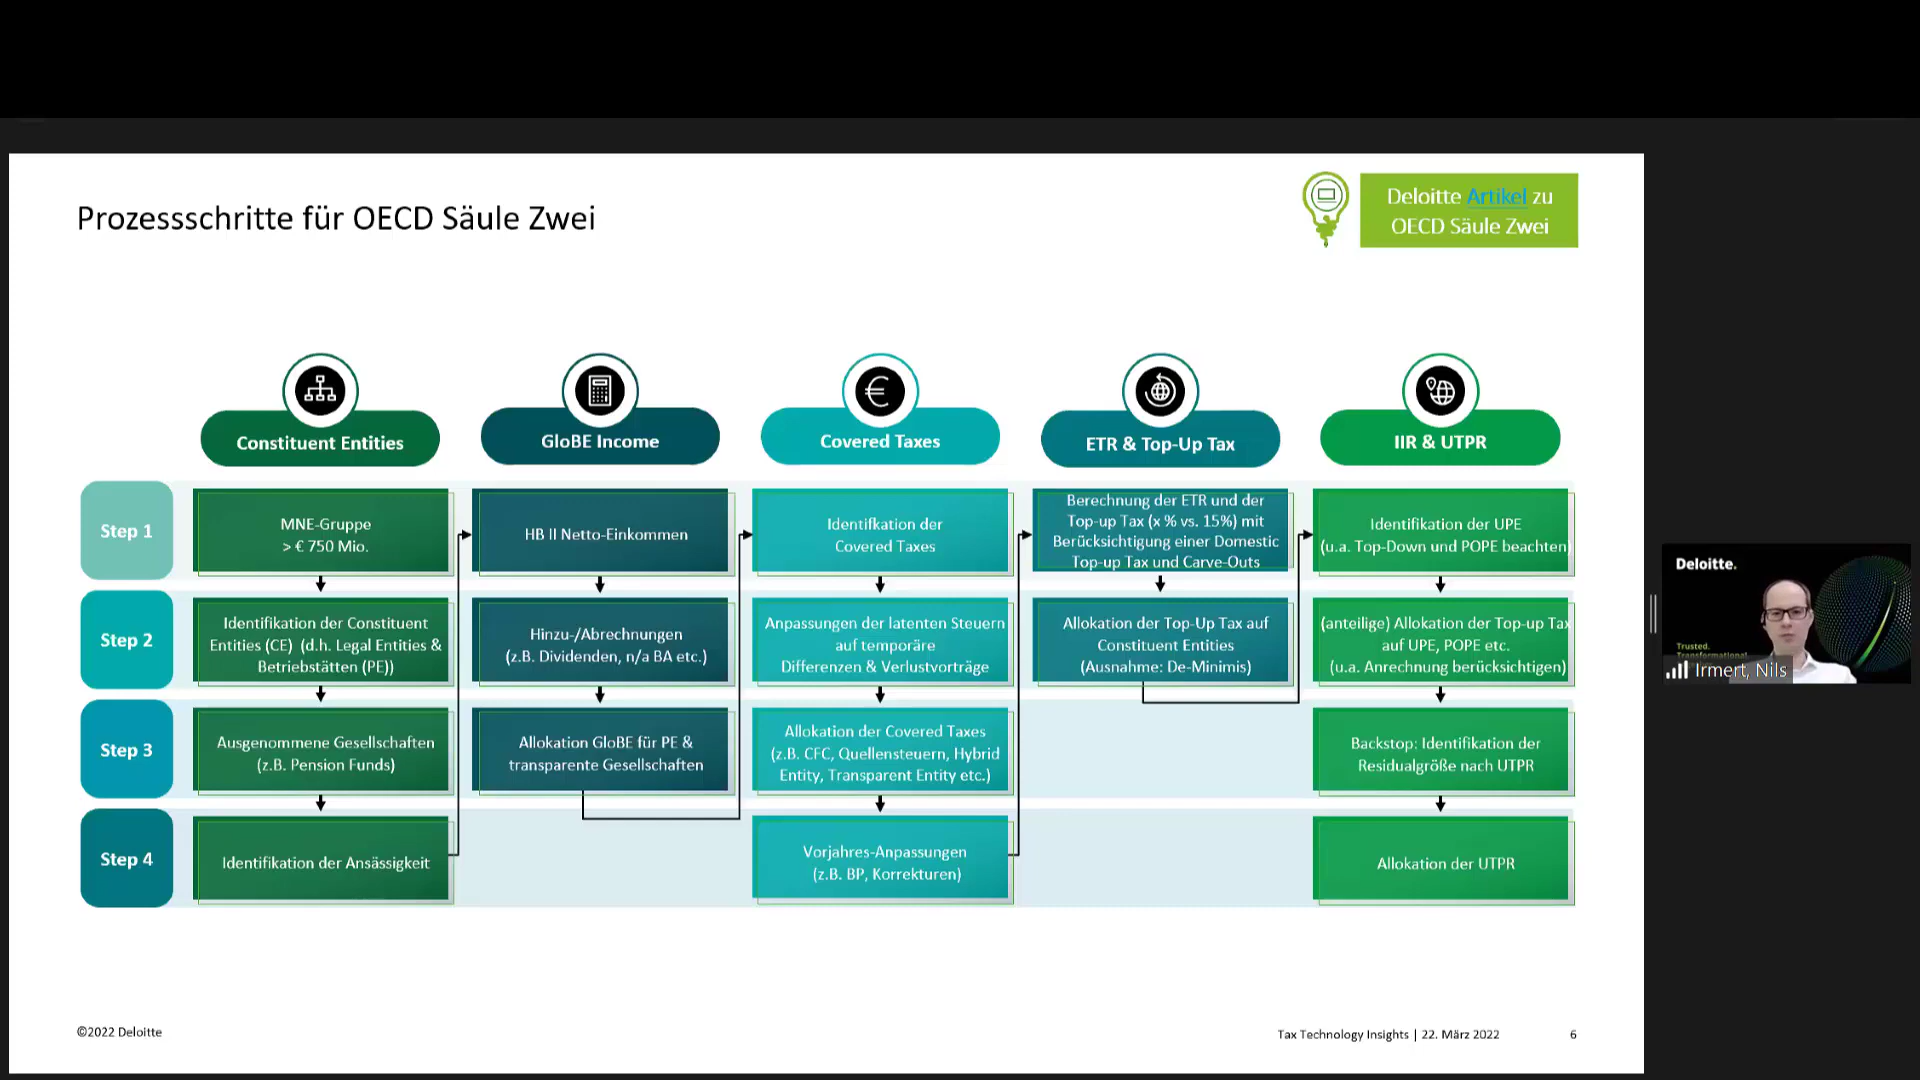 Prozessschritte für OECD Säule Zwei
Deloitte Artikel zu
OECD Säule Zwei
Constituent Entities
GloBE Income
Covered Taxes
ETR & Top-Up Tax
IIR & UTPR
Step 1
MNE-Gruppe
> € 750 Mio.
HB II Netto-Einkommen
Identifkation der
Covered Taxes
Berechnung der ETR und der
Top-up Tax (x % vs. 15%) mit
Berücksichtigung einer Domestic
Top-up Tax und Carve-Outs
Identifikation der UPE
(u.a. Top-Down und POPE beachten)
Step 2
Identifikation der Constituent
Entities (CE) (d.h. Legal Entities &
Betriebstätten (PE))
Hinzu-/Abrechnungen
(z.B. Dividenden, n/a BA etc.)
Anpassungen der latenten Steuern
auf temporäre
Differenzen & Verlustvorträge
Allokation der Top-Up Tax auf
Constituent Entities
(Ausnahme: De-Minimis)
(anteilige) Allokation der Top-up Tax
auf UPE, POPE etc.
(u.a. Anrechnung berücksichtigen)
Step 3
Ausgenommene Gesellschaften
(z.B. Pension Funds)
Allokation GloBE für PE &
transparente Gesellschaften
Allokation der Covered Taxes
(z.B. CFC, Quellensteuern, Hybrid
Entity, Transparent Entity etc.)
Backstop: Identifikation der
Residualgröße nach UTPR
Step 4
Identifikation der Ansässigkeit
Vorjahres-Anpassungen
(z.B. BP, Korrekturen)
Allokation der UTPR
©2022 Deloitte
Tax Technology Insights | 22. März 2022
6
Deloitte.
Trusted.
Transformational.
Irmert, Nils